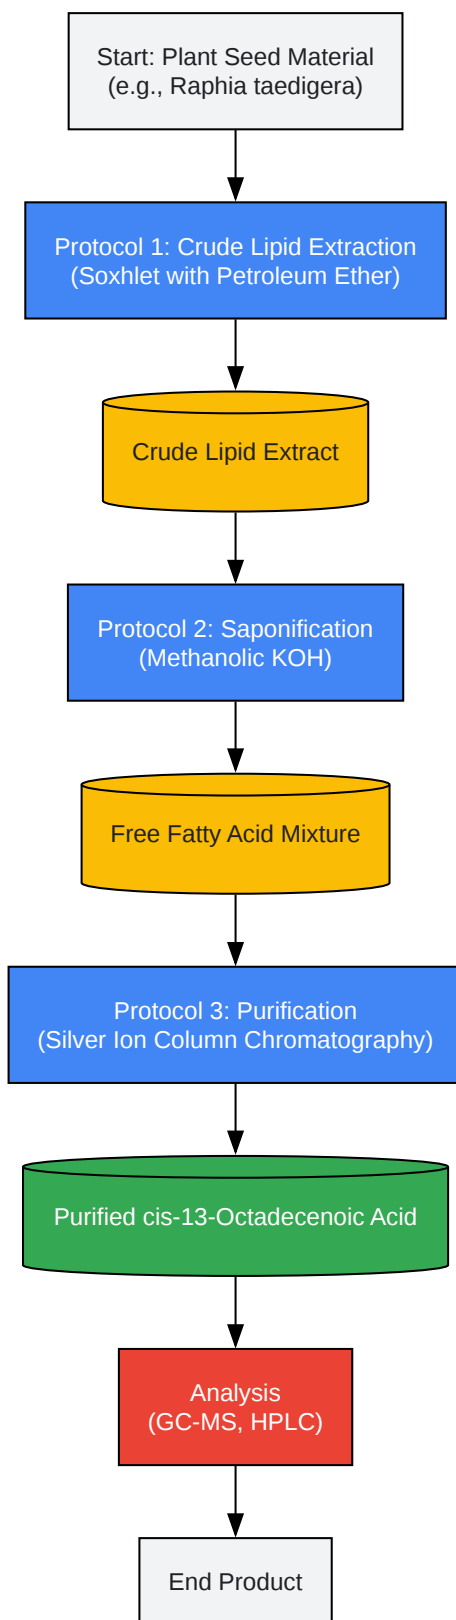 Start: Plant Seed Material
(e.g., Raphia taedigera)
Protocol 1: Crude Lipid Extraction
(Soxhlet with Petroleum Ether)
Crude Lipid Extract
Protocol 2: Saponification
(Methanolic KOH)
Free Fatty Acid Mixture
Protocol 3: Purification
(Silver Ion Column Chromatography)
Purified cis-13-Octadecenoic Acid
Analysis
(GC-MS, HPLC)
End Product